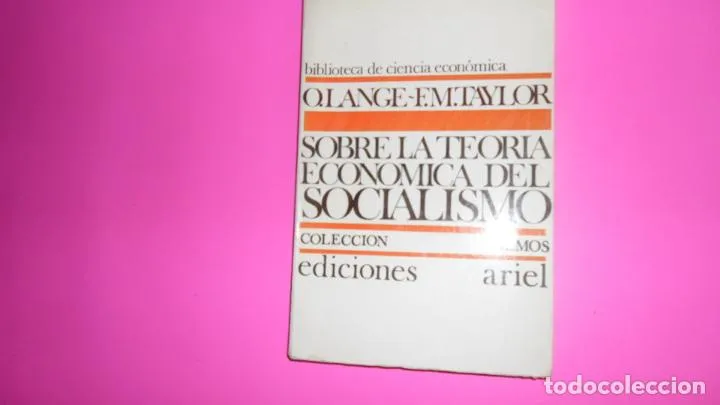 biblioteca de ciencia económica
O.LANGE-F.M.TAYLOR
SOBRE LA TEORIA
ECONOMICA DEL
SOCIALISMO
COLECCION
ediciones ariel
todocoleccion